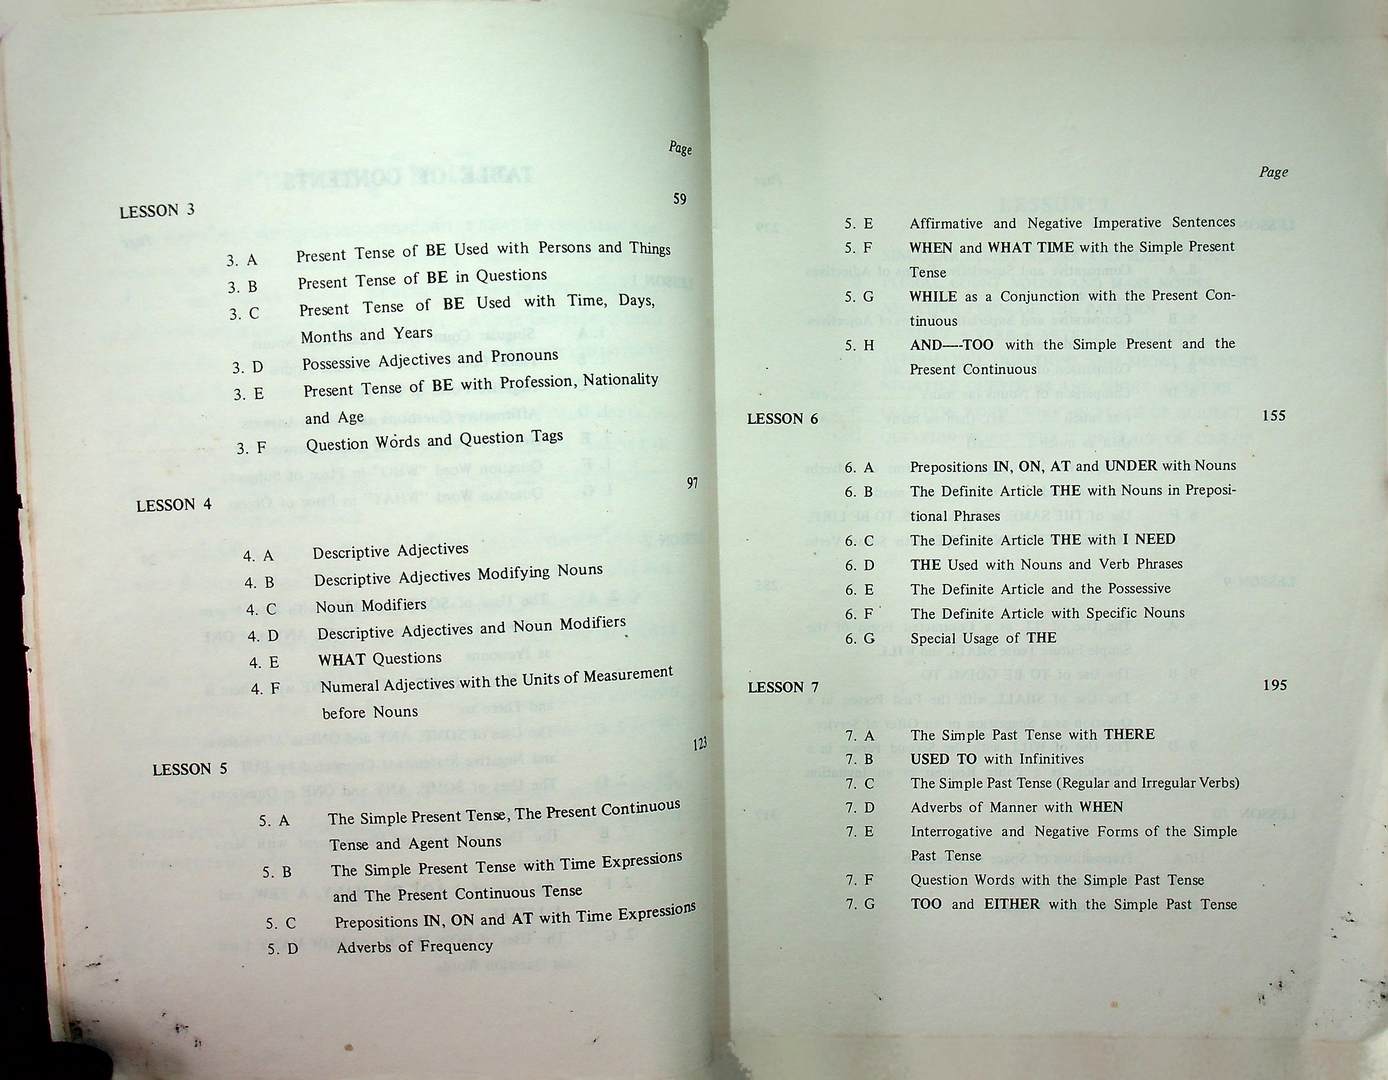 Page
LESSON 3 59
3. A Present Tense of BE Used with Persons and Things
3. B Present Tense of BE in Questions
3. C Present Tense of BE Used with Time, Days,
Months and Years
3. D Possessive Adjectives and Pronouns
3. E Present Tense of BE with Profession, Nationality
and Age
3. F Question Words and Question Tags
LESSON 4 97
4. A Descriptive Adjectives
4. B Descriptive Adjectives Modifying Nouns
4. C Noun Modifiers
4. D Descriptive Adjectives and Noun Modifiers
4. E WHAT Questions
4. F Numeral Adjectives with the Units of Measurement
before Nouns
LESSON 5 123
5. A The Simple Present Tense, The Present Continuous
Tense and Agent Nouns
5. B The Simple Present Tense with Time Expressions
and The Present Continuous Tense
5. C Prepositions IN, ON and AT with Time Expressions
5. D Adverbs of Frequency
Page
5. E Affirmative and Negative Imperative Sentences
5. F WHEN and WHAT TIME with the Simple Present
Tense
5. G WHILE as a Conjunction with the Present Con-
tinuous
5. H AND----TOO with the Simple Present and the
Present Continuous
LESSON 6 155
6. A Prepositions IN, ON, AT and UNDER with Nouns
6. B The Definite Article THE with Nouns in Preposi-
tional Phrases
6. C The Definite Article THE with I NEED
6. D THE Used with Nouns and Verb Phrases
6. E The Definite Article and the Possessive
6. F The Definite Article with Specific Nouns
6. G Special Usage of THE
LESSON 7 195
7. A The Simple Past Tense with THERE
7. B USED TO with Infinitives
7. C The Simple Past Tense (Regular and Irregular Verbs)
7. D Adverbs of Manner with WHEN
7. E Interrogative and Negative Forms of the Simple
Past Tense
7. F Question Words with the Simple Past Tense
7. G TOO and EITHER with the Simple Past Tense